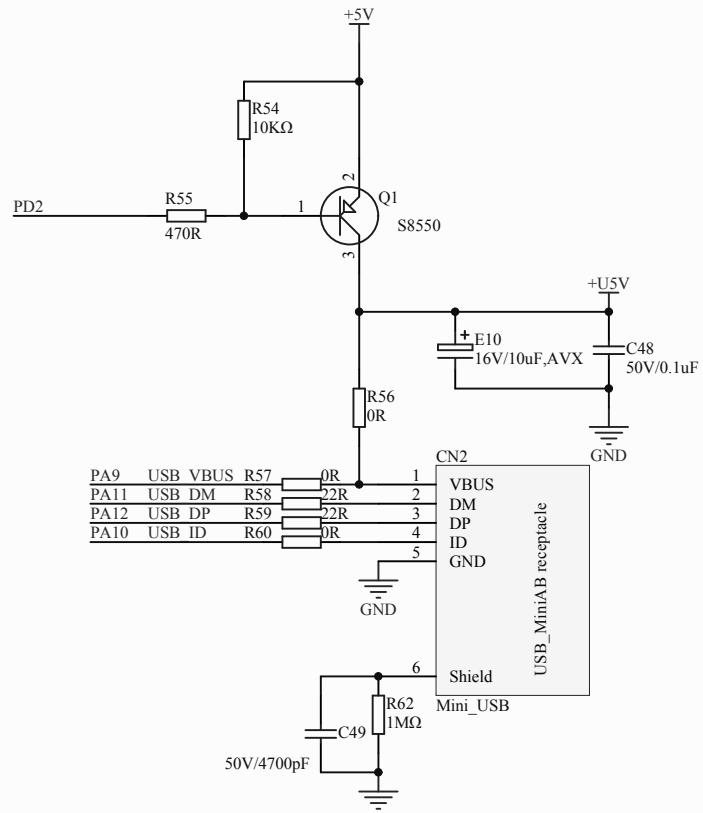 +5V
R54
10KΩ
2
Q1
R55
1
PD2
S8550
470R
3
+U5V
E10
16V/10uF,AVX
C48
50V/0.1uF
R56
0R
GND
CN2
PA9 USB_VBUS R57 0R 1 VBUS
PA11 USB_DM R58 22R 2 DM
PA12 USB_DP R59 22R 3 DP
PA10 USB_ID R60 0R 4 ID
5 GND
GND
USB_MiniAB receptacle
6 Shield
Mini_USB
R62
1MΩ
C49
50V/4700pF